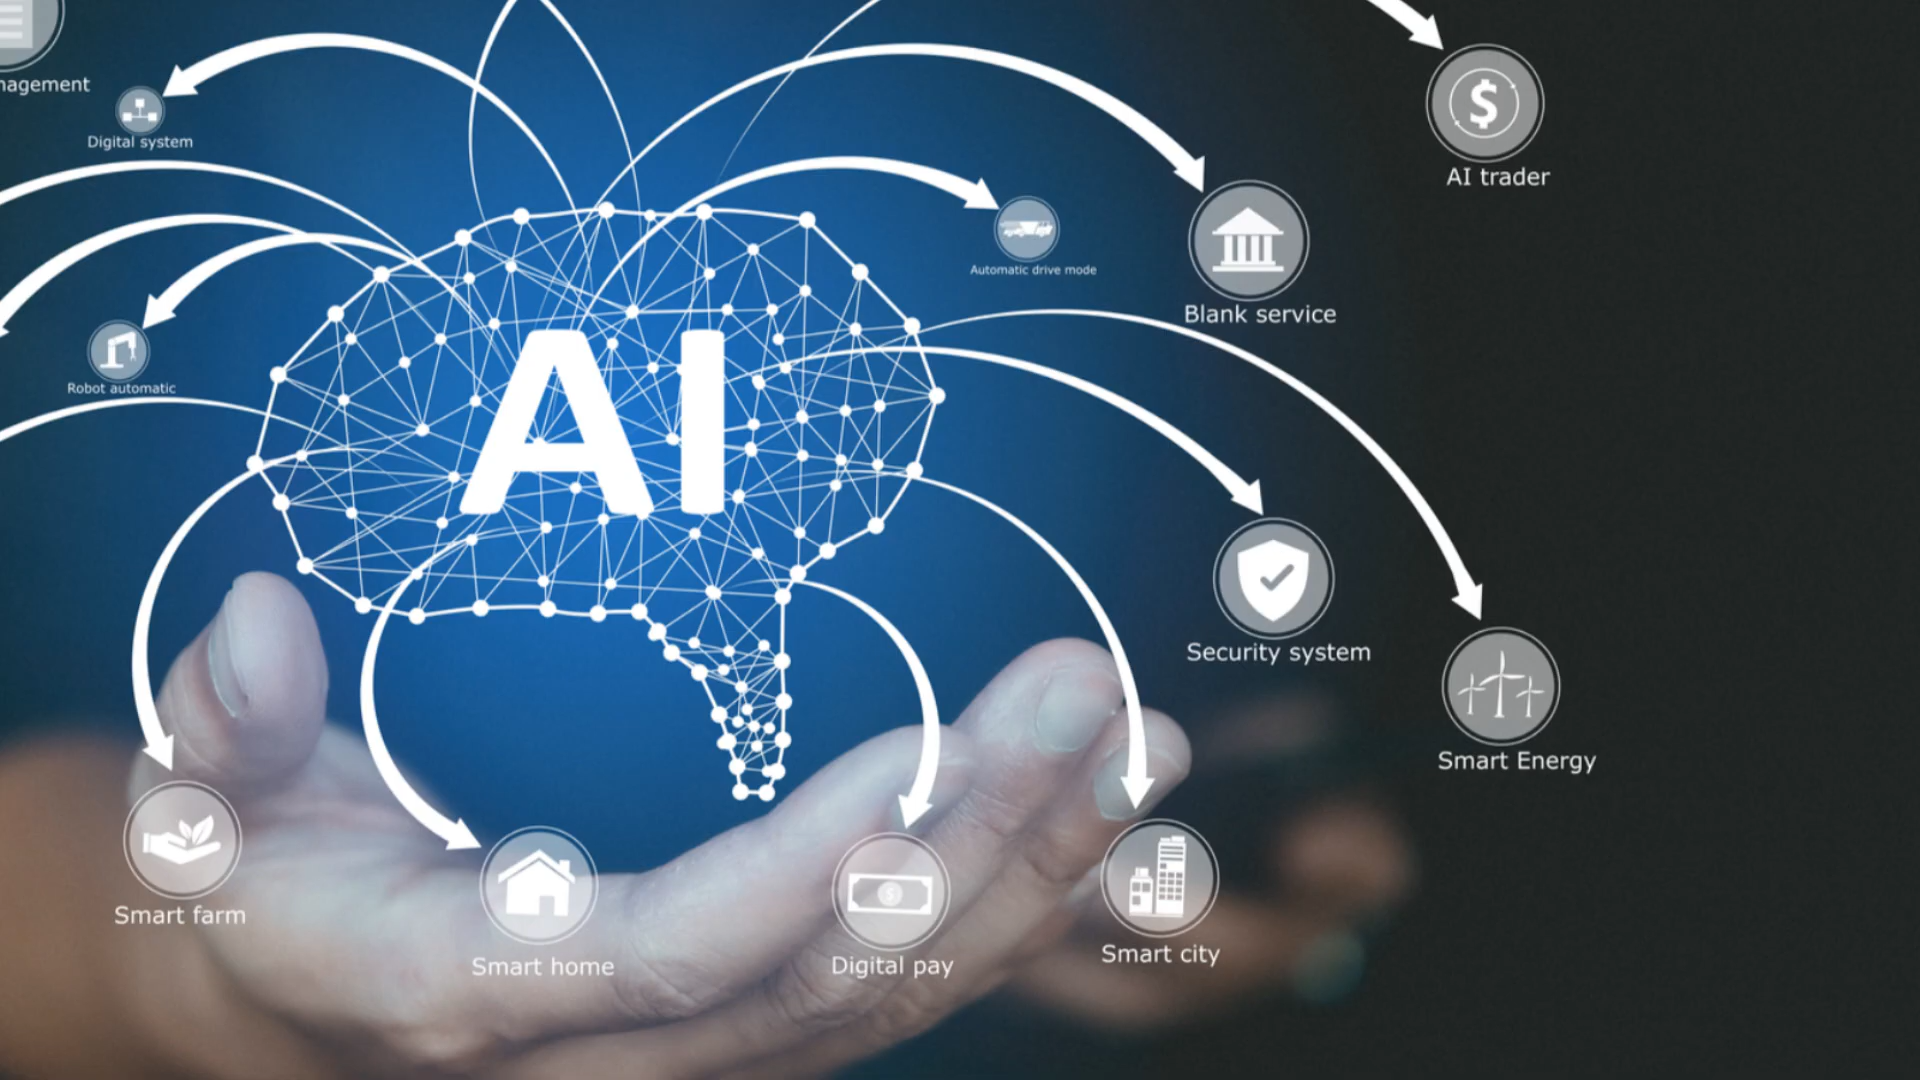 nagement
Digital system
AI trader
Automatic drive mode
Blank service
AI
Robot automatic
Security system
Smart Energy
Smart farm
Smart home
Digital pay
Smart city